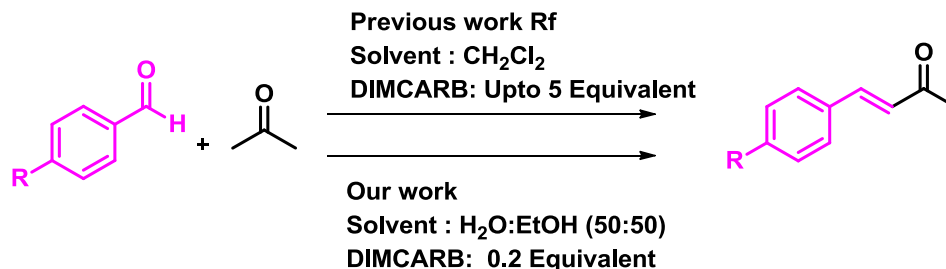 Previous work Rf
Solvent : CH₂Cl₂
DIMCARB: Upto 5 Equivalent
O
H
R
+
O
O
R
Our work
Solvent : H₂O:EtOH (50:50)
DIMCARB: 0.2 Equivalent